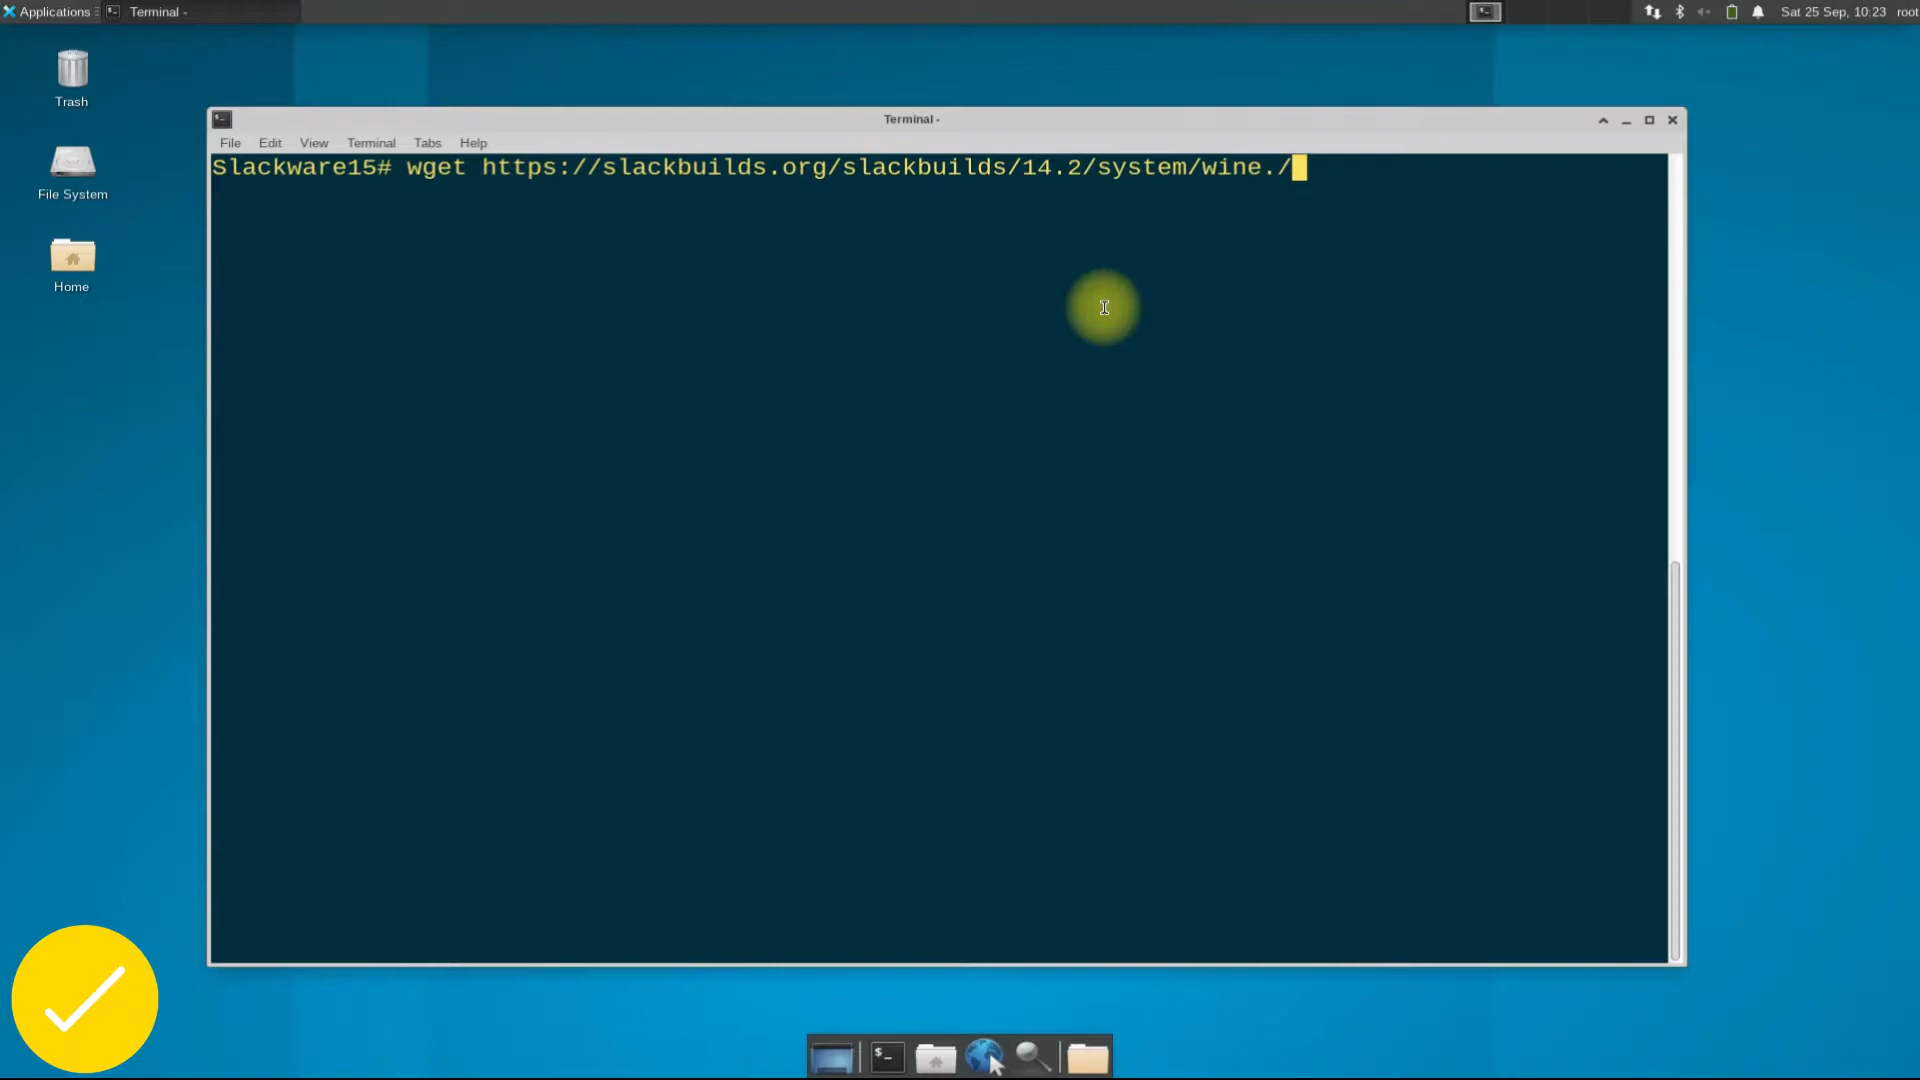 Applications
Terminal -
Sat 25 Sep, 10:23
root
Trash
File System
Home
Terminal -
File Edit View Terminal Tabs Help
Slackware15# wget https://slackbuilds.org/slackbuilds/14.2/system/wine./